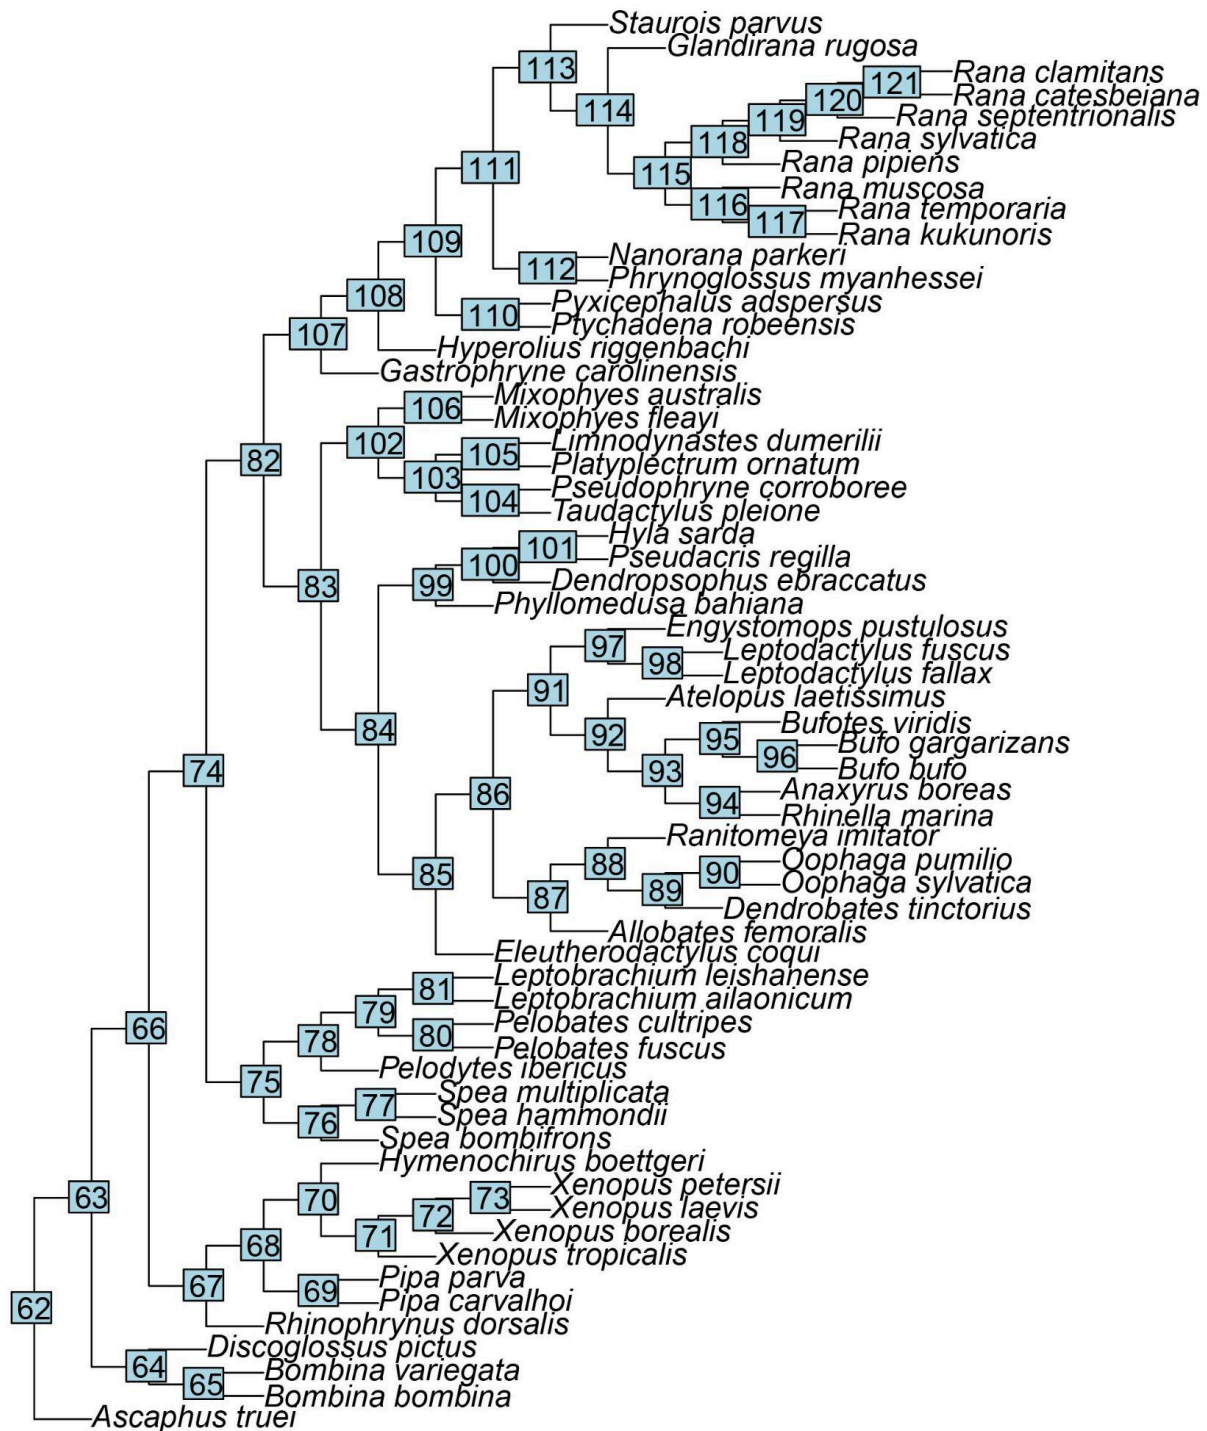 Staurois parvus
Glandirana rugosa
113
Rana clamitans
121
Rana catesbeiana
120
114
Rana septentrionalis
119
Rana sylvatica
118
Rana pipiens
111
115
Rana muscosa
116
Rana temporaria
117
Rana kukunoris
109
Nanorana parkeri
112
Phrynoglossus myanhessei
108
Pyxicephalus adspersus
110
Ptychadena robeensis
107
Hyperolius riggenbachi
Gastrophryne carolinensis
Mixophyes australis
106
Mixophyes fleayi
102
Limnodynastes dumerilii
105
82
Platyplectrum ornatum
103
Pseudophryne corroboree
104
Taudactylus pleione
Hyla sarda
101
Pseudacris regilla
100
Dendropsophus ebraccatus
83
99
Phyllomedusa bahiana
Engystomops pustulosus
97
Leptodactylus fuscus
98
Leptodactylus fallax
91
Atelopus laetissimus
Bufotes viridis
84
92
95
Bufo gargarizans
96
Bufo bufo
74
93
Anaxyrus boreas
86
94
Rhinella marina
Ranitomeya imitator
88
Oophaga pumilio
90
85
Oophaga sylvatica
89
87
Dendrobates tinctorius
Allobates femoralis
Eleutherodactylus coqui
Leptobrachium leishanense
81
Leptobrachium ailaonicum
79
Pelobates cultripes
66
80
78
Pelobates fuscus
Pelodytes ibericus
75
Spea multiplicata
77
Spea hammondii
76
Spea bombifrons
Hymenochirus boettgeri
Xenopus petersii
63
70
73
Xenopus laevis
72
Xenopus borealis
71
68
Xenopus tropicalis
Pipa parva
67
69
Pipa carvalhoi
62
Rhinophrynus dorsalis
Discoglossus pictus
64
Bombina variegata
65
Bombina bombina
Ascaphus truei